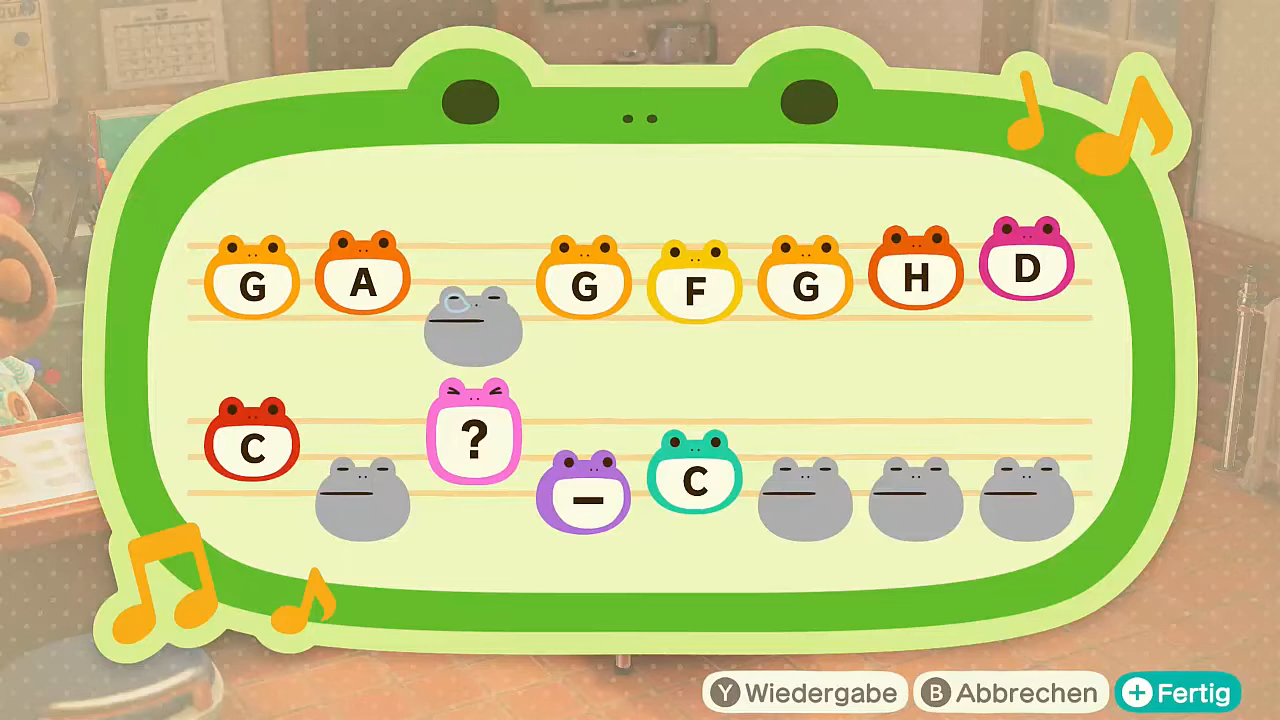 G A G F G H D
C ? – C
Y Wiedergabe B Abbrechen + Fertig